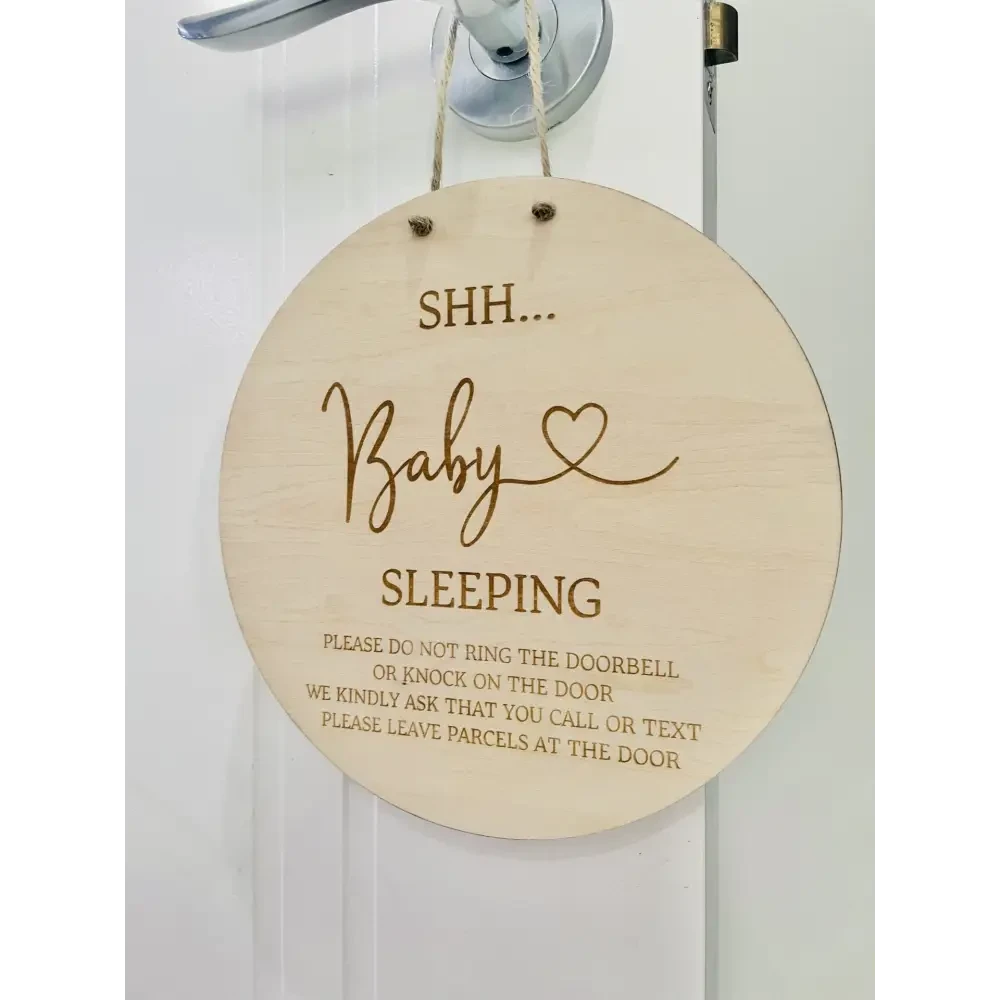 SHH...
Baby
SLEEPING
PLEASE DO NOT RING THE DOORBELL
OR KNOCK ON THE DOOR
WE KINDLY ASK THAT YOU CALL OR TEXT
PLEASE LEAVE PARCELS AT THE DOOR